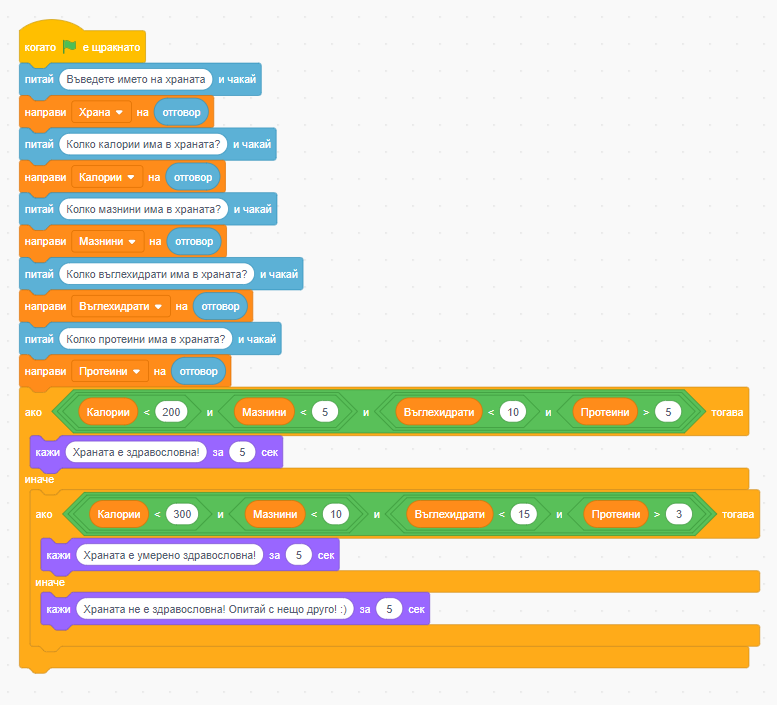 когато е щракнато
питай Въведете името на храната и чакай
направи Храна на отговор
питай Колко калории има в храната? и чакай
направи Калории на отговор
питай Колко мазнини има в храната? и чакай
направи Мазнини на отговор
питай Колко въглехидрати има в храната? и чакай
направи Въглехидрати на отговор
питай Колко протеини има в храната? и чакай
направи Протеини на отговор
ако Калории < 200 и Мазнини < 5 и Въглехидрати < 10 и Протеини > 5 тогава
кажи Храната е здравословна! за 5 сек
иначе
ако Калории < 300 и Мазнини < 10 и Въглехидрати < 15 и Протеини > 3 тогава
кажи Храната е умерено здравословна! за 5 сек
иначе
кажи Храната не е здравословна! Опитай с нещо друго! :) за 5 сек